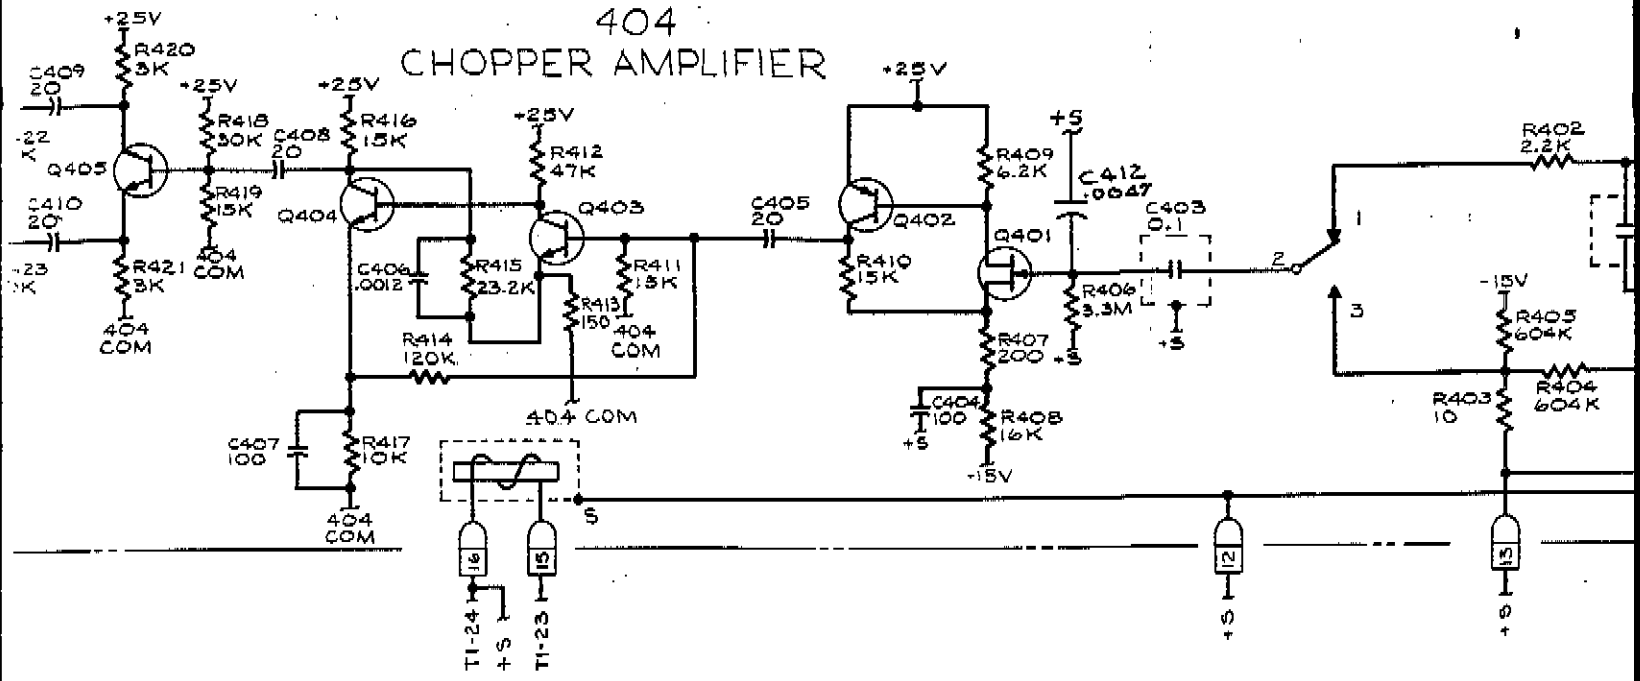 404
CHOPPER AMPLIFIER
+25V
R420
3K
C409
20
-22
K
Q405
C410
20
-23
K
R421
3K
404
COM
+25V
R418
30K
R419
15K
404
COM
C408
20
+25V
R416
15K
Q404
C406
.0012
R415
23.2K
R414
120K
C407
100
R417
10K
404
COM
+25V
R412
47K
Q403
R413
150
404 COM
R411
15K
404
COM
C405
20
+25V
Q402
R410
15K
R409
6.2K
Q401
R407
200
C404
100
+S
R408
16K
-15V
+S
C412
.0047
R406
3.3M
+S
C403
0.1
+S
2
1
3
R402
2.2K
-15V
R405
604K
R404
604K
R403
10
S
16
15
12
13
T1-24
+S
T1-23
+S
+S